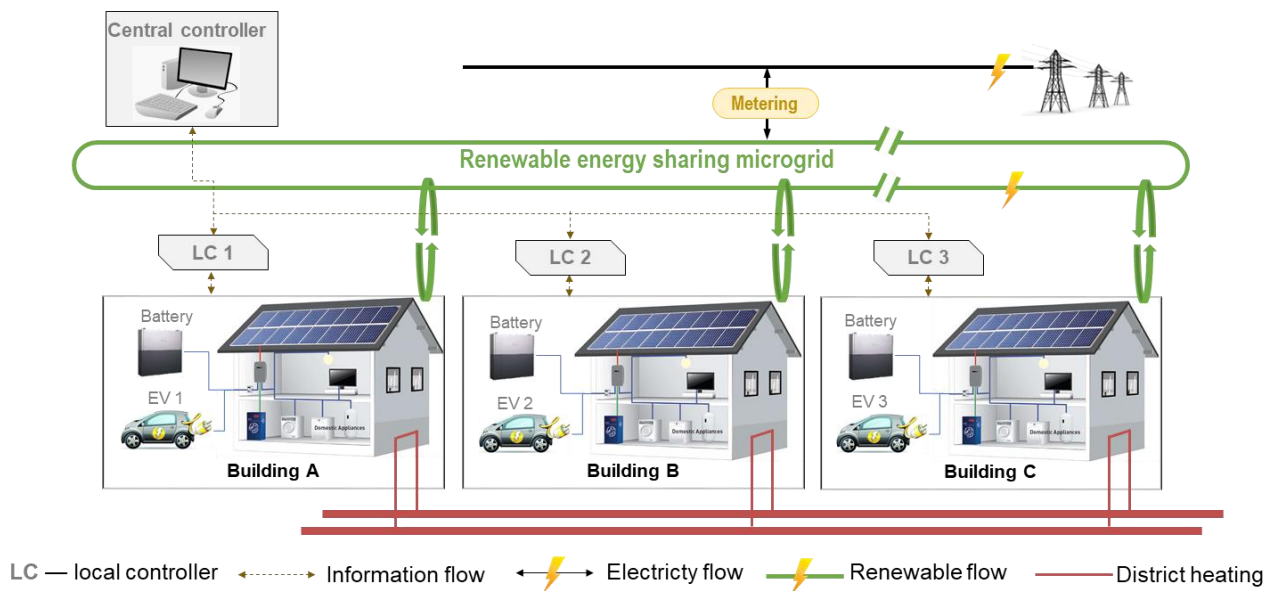 Central controller
Metering
Renewable energy sharing microgrid
LC 1
LC 2
LC 3
Battery
EV 1
Domestic Appliances
Building A
Battery
EV 2
Domestic Appliances
Building B
Battery
EV 3
Domestic Appliances
Building C
LC — local controller
Information flow
Electricty flow
Renewable flow
District heating